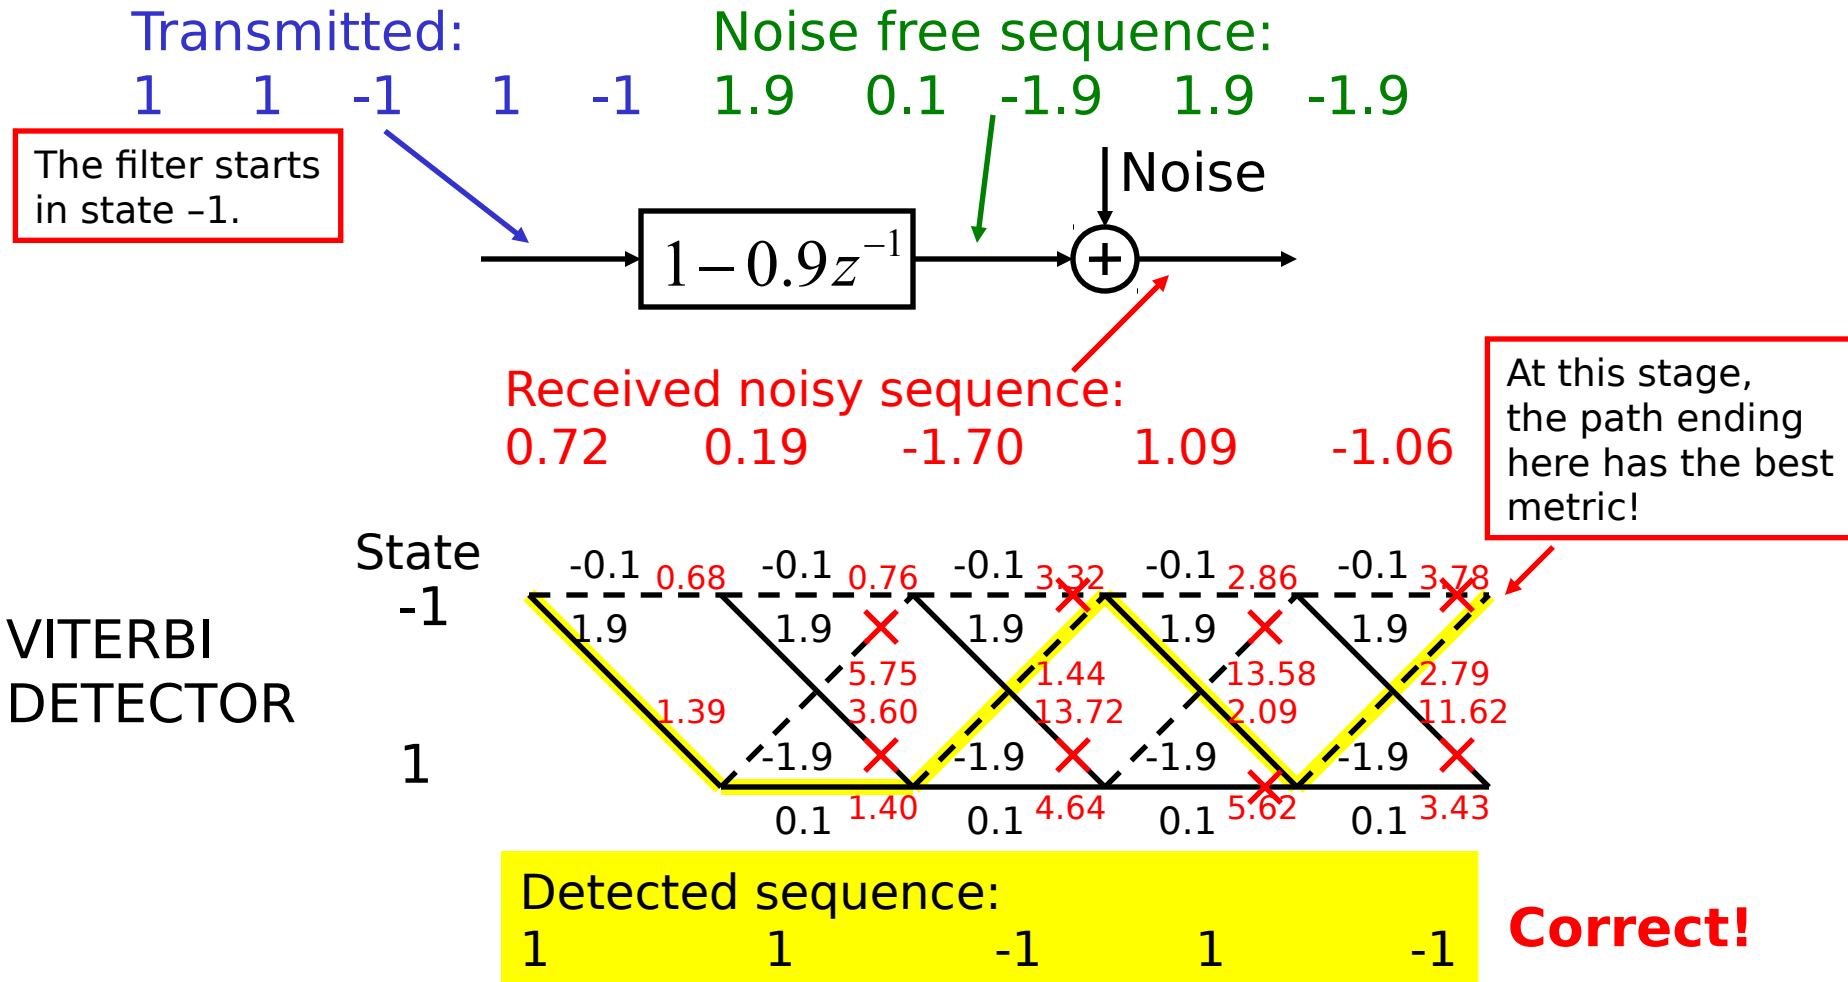 Transmitted:
1 1 -1 1 -1
Noise free sequence:
1.9 0.1 -1.9 1.9 -1.9
The filter starts
in state –1.
Noise
1 – 0.9z⁻¹
+
Received noisy sequence:
0.72 0.19 -1.70 1.09 -1.06
At this stage,
the path ending
here has the best
metric!
VITERBI
DETECTOR
State
-1
1
-0.1 0.68 -0.1 0.76 -0.1 3.32 -0.1 2.86 -0.1 3.78
1.9 1.9 1.9 1.9 1.9
5.75 1.44 13.58 2.79
1.39 3.60 13.72 2.09 11.62
-1.9 -1.9 -1.9 -1.9
0.1 1.40 0.1 4.64 0.1 5.62 0.1 3.43
Detected sequence:
1 1 -1 1 -1
Correct!